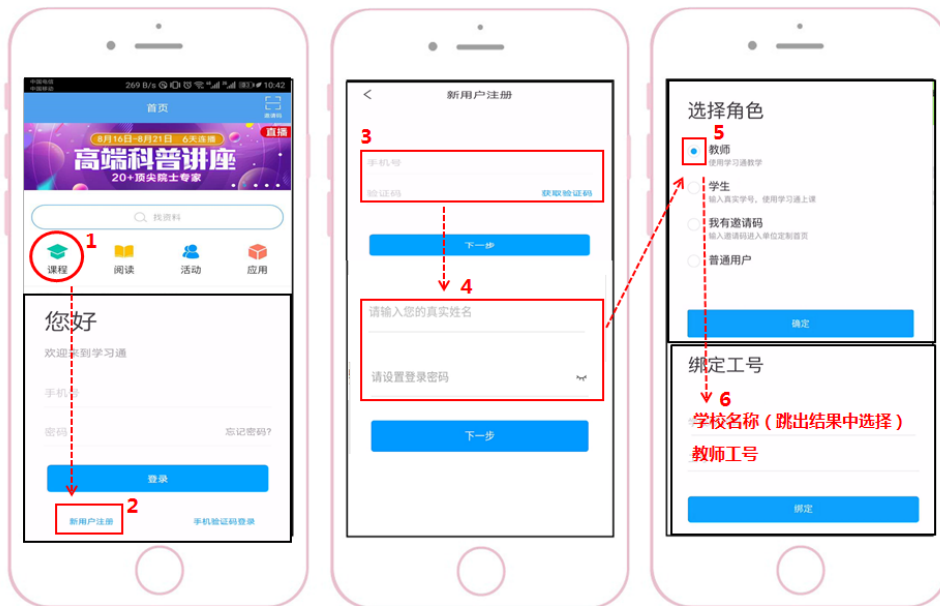 中国电信
中国移动
269 B/s
10:42
首页
邀请码
直播
8月16日-8月21日 6天连播
高端科普讲座
20+顶尖院士专家
找资料
1
课程
阅读
活动
应用
您好
欢迎来到学习通
手机号
密码
忘记密码?
登录
2
新用户注册
手机验证码登录
新用户注册
3
手机号
验证码
获取验证码
下一步
4
请输入您的真实姓名
请设置登录密码
下一步
选择角色
5
教师
使用学习通教学
学生
输入真实学号,使用学习通上课
我有邀请码
输入邀请码进入单位定制首页
普通用户
确定
绑定工号
6
学校名称(跳出结果中选择)
教师工号
绑定